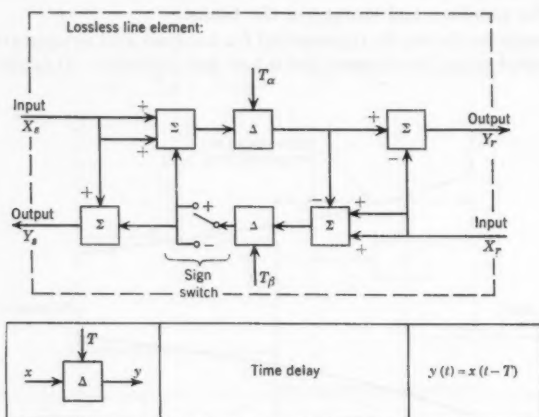 Lossless line element:
T_α
Input
X_s
+
+
Σ
Δ
+
−
Σ
Output
Y_r
+
Output
Y_s
Σ
+
−
Sign
switch
Δ
T_β
−
+
+
Σ
Input
X_r
T
x
Δ
y
Time delay
y (t) = x (t−T)